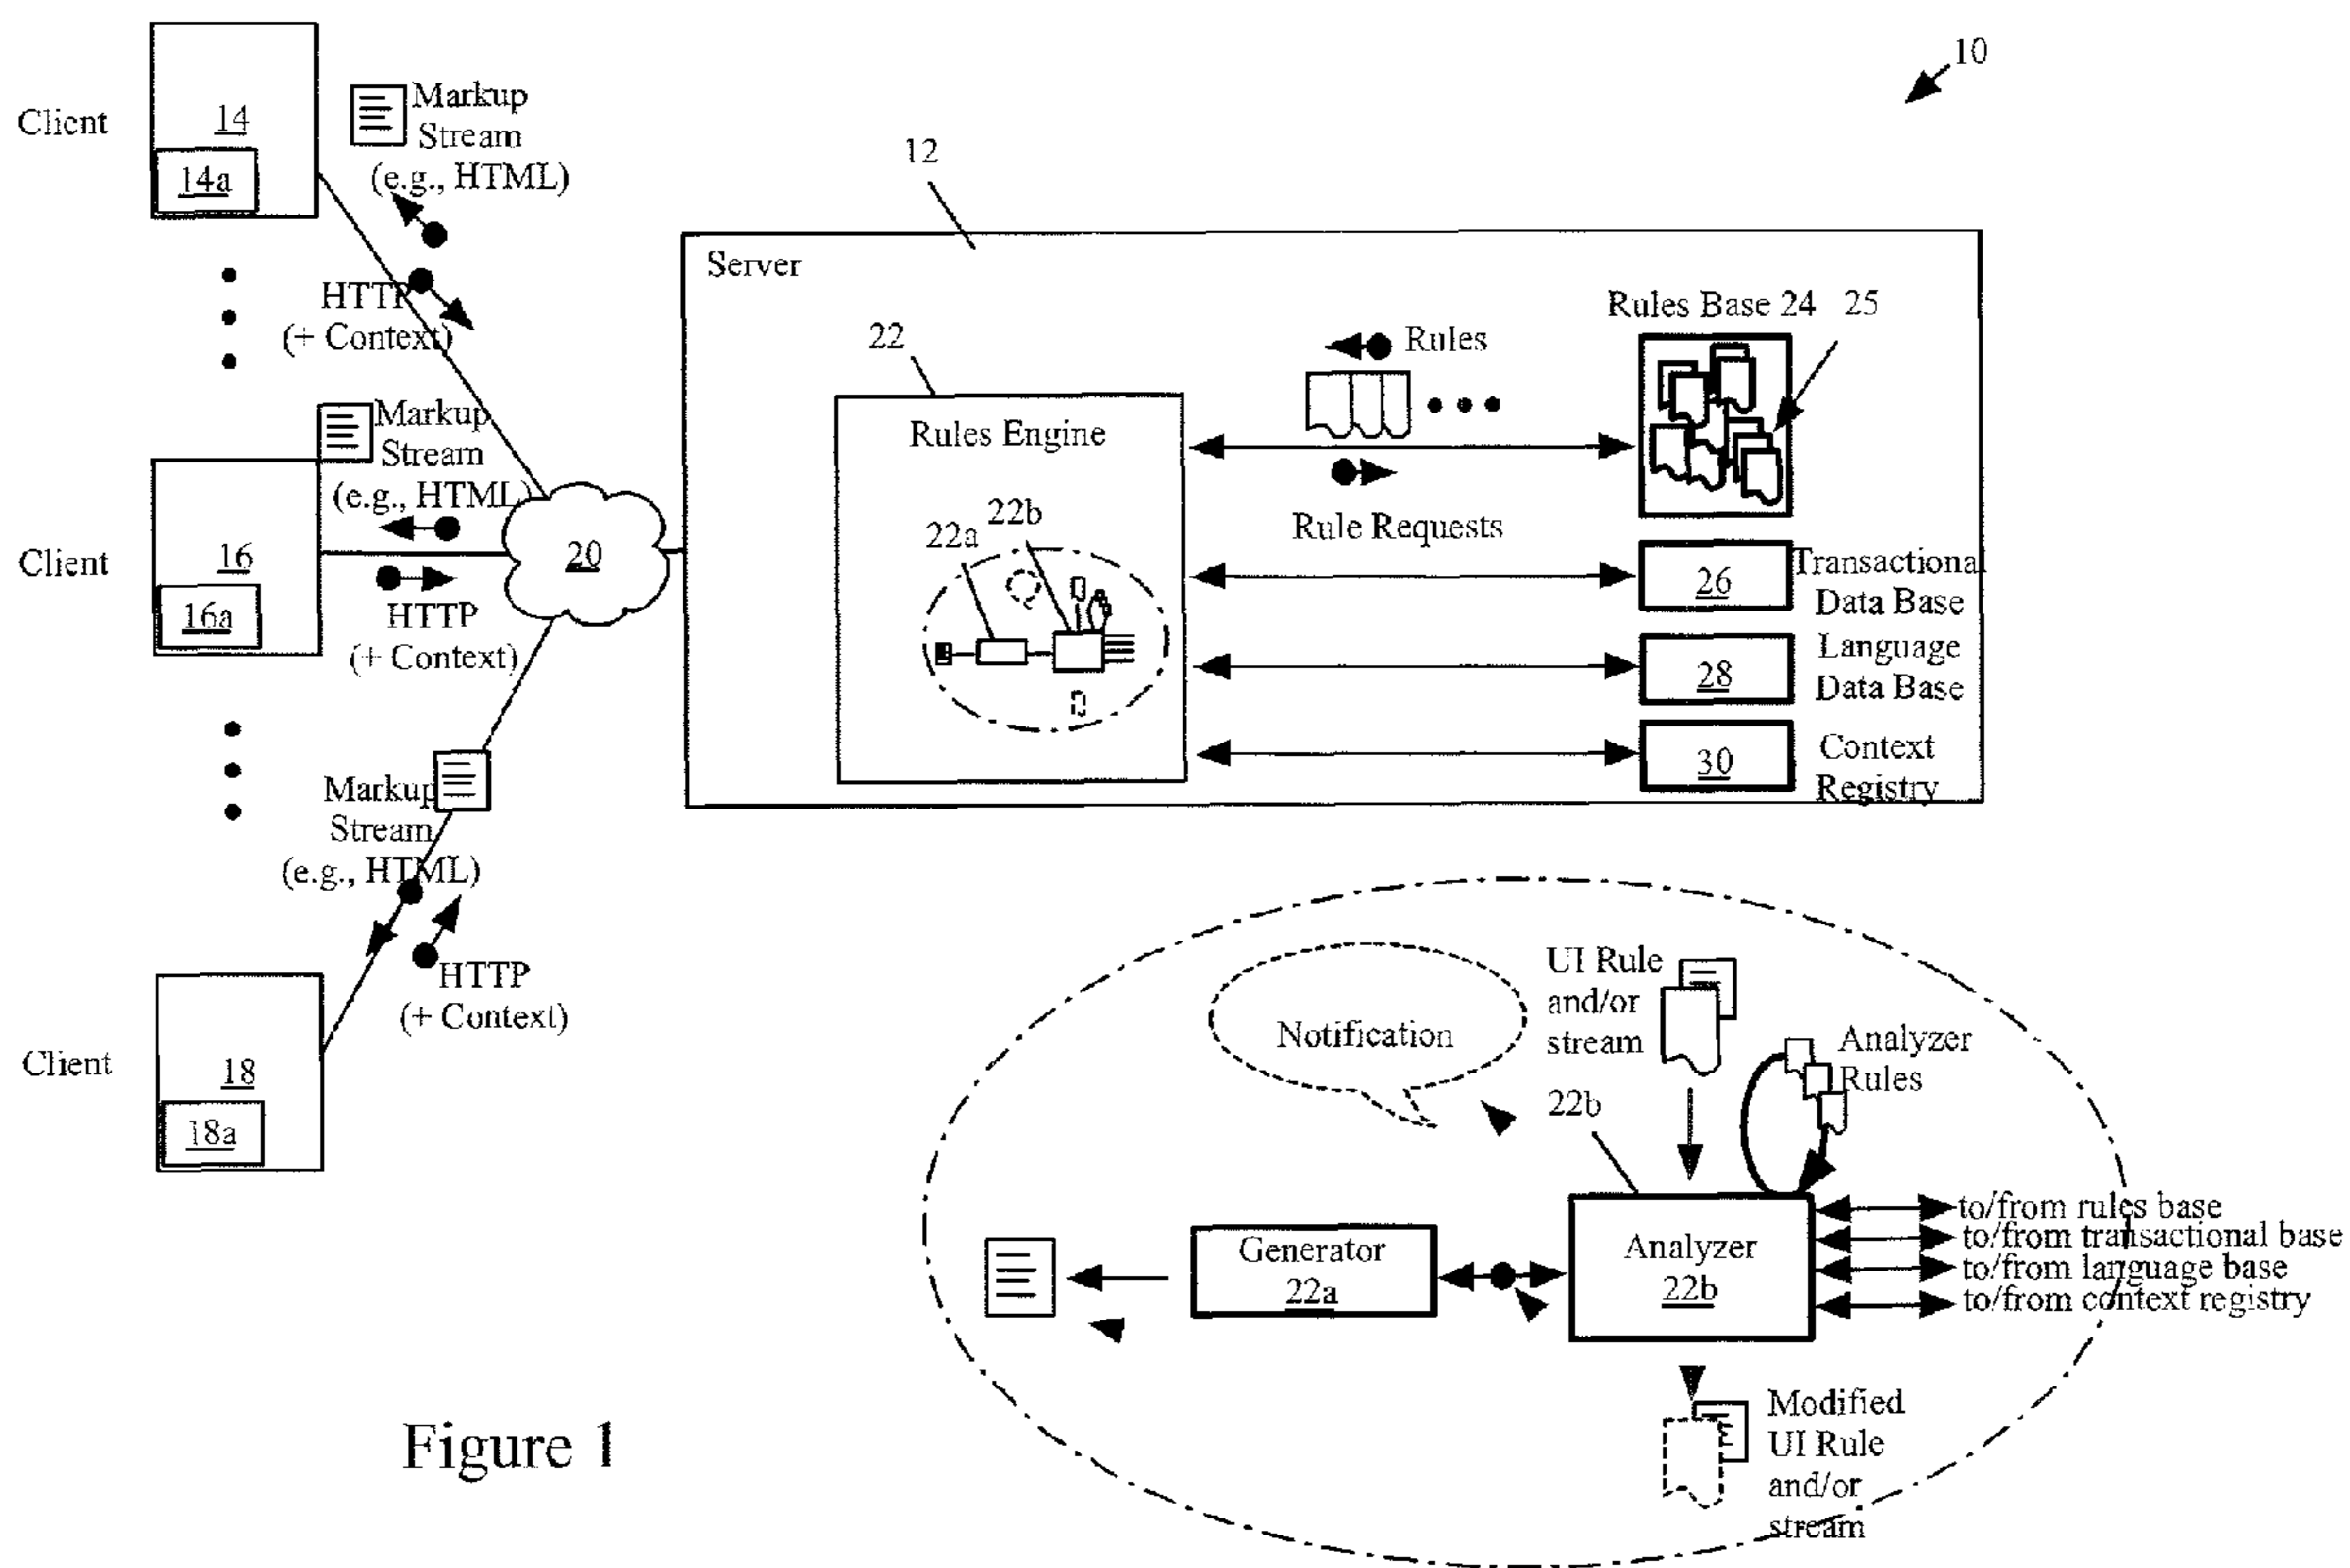 10
Client
14
14a
Markup
Stream
(e.g., HTML)
HTTP
(+ Context)
Client
16
16a
Markup
Stream
(e.g., HTML)
HTTP
(+ Context)
20
Client
18
18a
Markup
Stream
(e.g., HTML)
HTTP
(+ Context)
12
Server
22
Rules Engine
22a
22b
Rules
Rule Requests
Rules Base 24
25
26
Transactional
Data Base
28
Language
Data Base
30
Context
Registry
Notification
UI Rule
and/or
stream
Analyzer
Rules
22b
Generator
22a
Analyzer
22b
to/from rules base
to/from transactional base
to/from language base
to/from context registry
Modified
UI Rule
and/or
stream
Figure 1